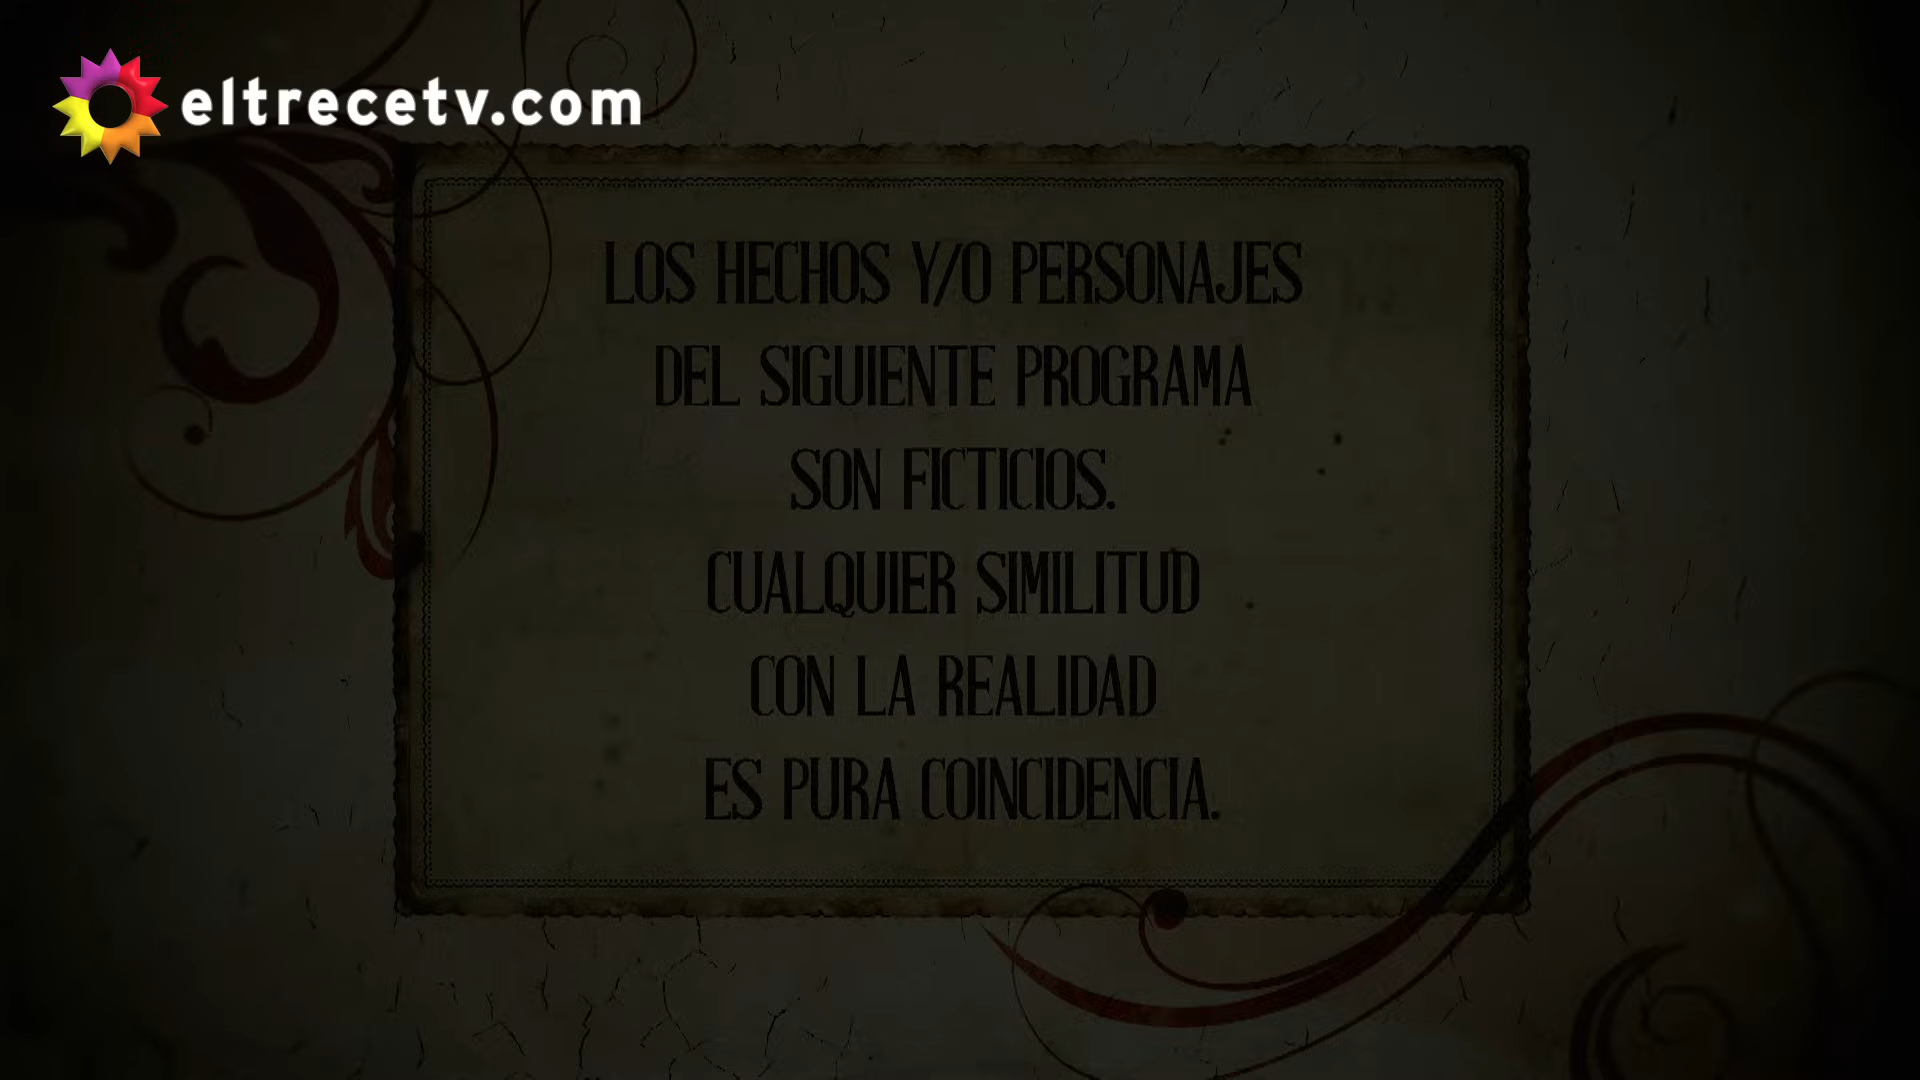 eltrecetv.com
LOS HECHOS Y/O PERSONAJES
DEL SIGUIENTE PROGRAMA
SON FICTICIOS.
CUALQUIER SIMILITUD
CON LA REALIDAD
ES PURA COINCIDENCIA.